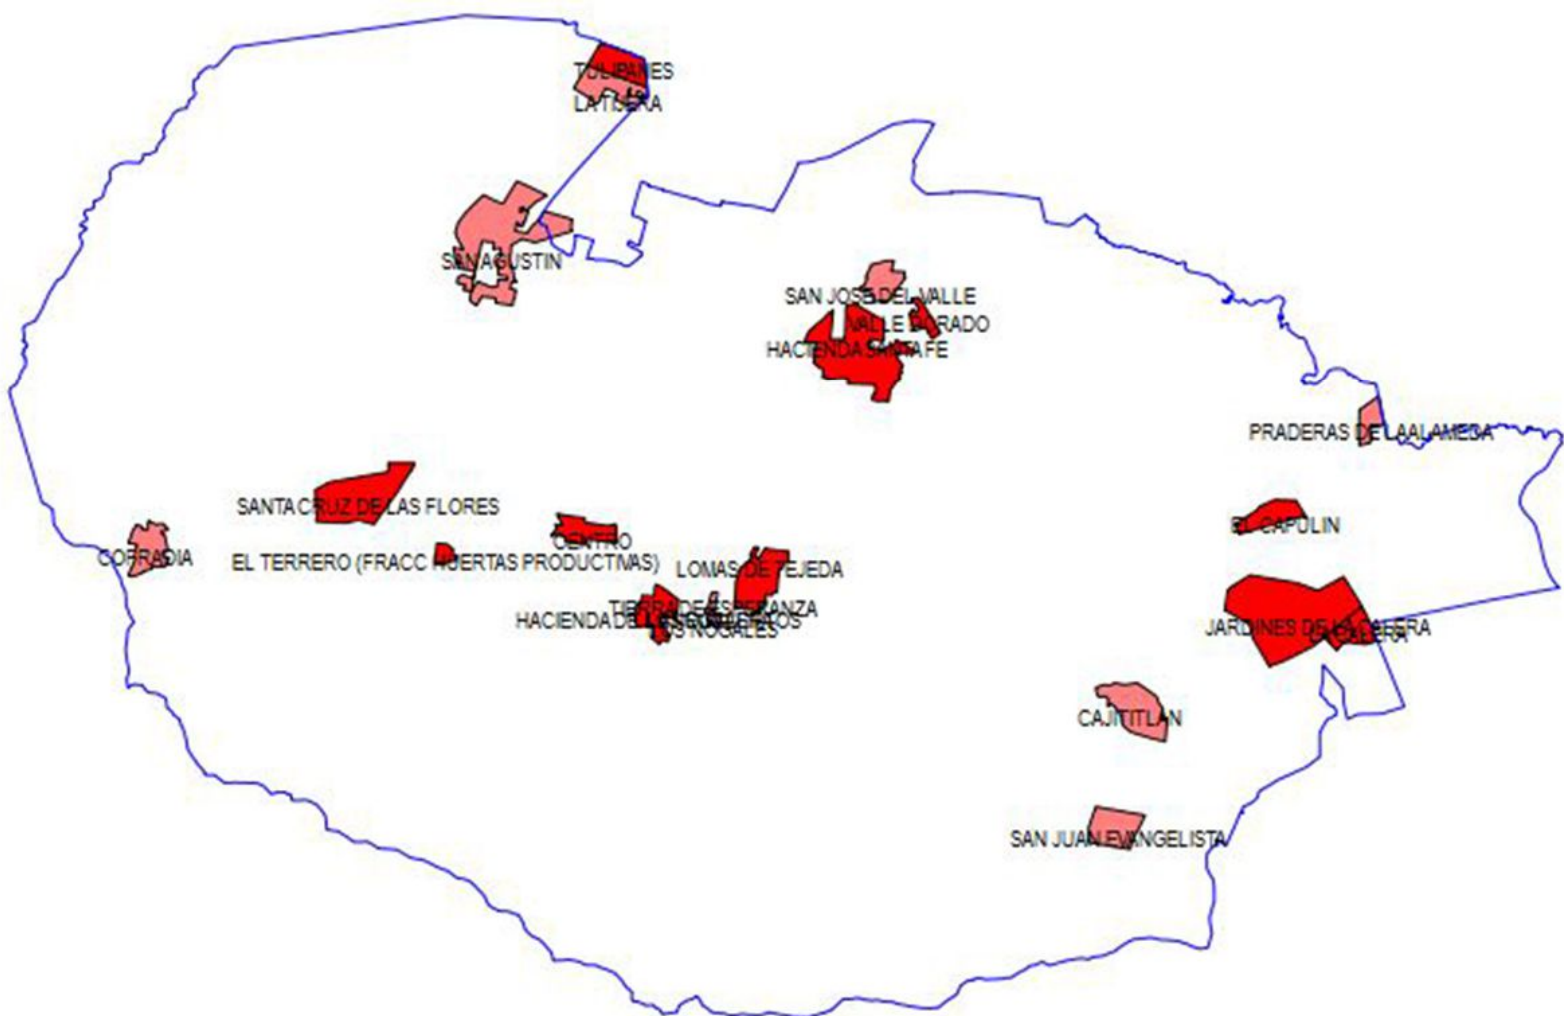 TULIPANES
LA TIJERA
SAN AGUSTIN
SAN JOSE DEL VALLE
VALLE DORADO
HACIENDA SANTA FE
PRADERAS DE LA ALAMEDA
SANTA CRUZ DE LAS FLORES
EL CAPULIN
CENTRO
COFRADIA
EL TERRERO (FRACC HUERTAS PRODUCTIVAS)
LOMAS DE TEJEDA
TIERRA DE ESPERANZA
HACIENDA DE
LOS NOGALES
JARDINES DE LA CALERA
CAJITITLAN
SAN JUAN EVANGELISTA